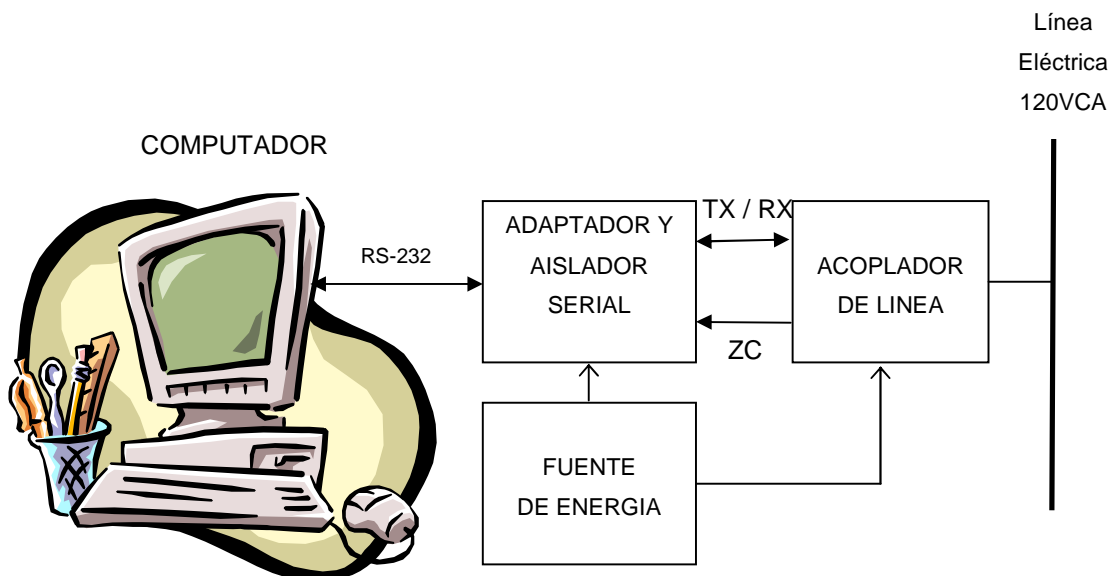 Línea
Eléctrica
120VCA
COMPUTADOR
RS-232
ADAPTADOR Y
AISLADOR
SERIAL
TX / RX
ZC
ACOPLADOR
DE LINEA
FUENTE
DE ENERGIA